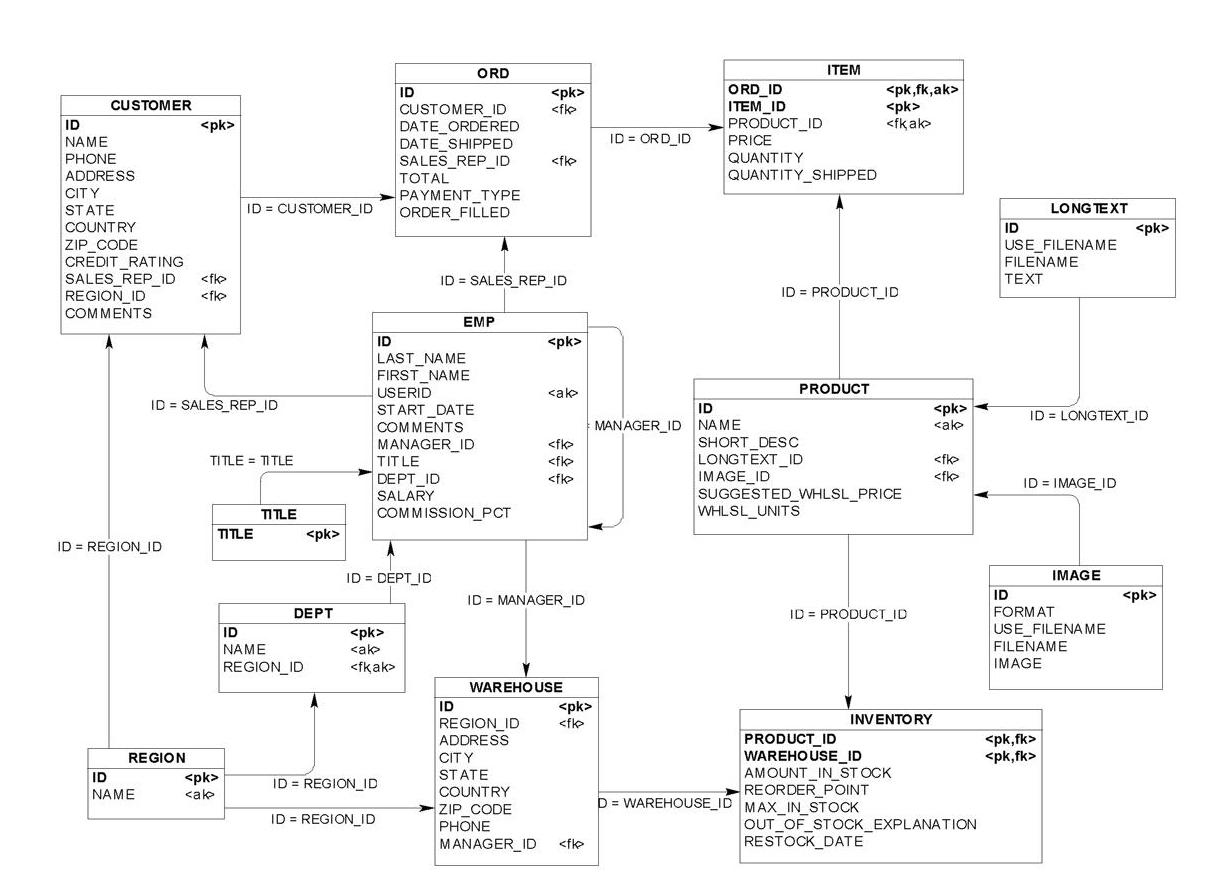 CUSTOMER
ID <pk>
NAME
PHONE
ADDRESS
CITY
STATE
COUNTRY
ZIP_CODE
CREDIT_RATING
SALES_REP_ID <fk>
REGION_ID <fk>
COMMENTS
ID = CUSTOMER_ID
ORD
ID <pk>
CUSTOMER_ID <fk>
DATE_ORDERED
DATE_SHIPPED
SALES_REP_ID <fk>
TOTAL
PAYMENT_TYPE
ORDER_FILLED
ID = ORD_ID
ITEM
ORD_ID <pk,fk,ak>
ITEM_ID <pk>
PRODUCT_ID <fk,ak>
PRICE
QUANTITY
QUANTITY_SHIPPED
LONGTEXT
ID <pk>
USE_FILENAME
FILENAME
TEXT
ID = SALES_REP_ID
ID = PRODUCT_ID
ID = SALES_REP_ID
EMP
ID <pk>
LAST_NAME
FIRST_NAME
USERID <ak>
START_DATE
COMMENTS
MANAGER_ID <fk>
TITLE <fk>
DEPT_ID <fk>
SALARY
COMMISSION_PCT
MANAGER_ID
PRODUCT
ID <pk>
NAME <ak>
SHORT_DESC
LONGTEXT_ID <fk>
IMAGE_ID <fk>
SUGGESTED_WHLSL_PRICE
WHLSL_UNITS
ID = LONGTEXT_ID
ID = IMAGE_ID
TITLE = TITLE
TITLE
TITLE <pk>
ID = REGION_ID
ID = DEPT_ID
ID = MANAGER_ID
ID = PRODUCT_ID
IMAGE
ID <pk>
FORMAT
USE_FILENAME
FILENAME
IMAGE
DEPT
ID <pk>
NAME <ak>
REGION_ID <fk,ak>
REGION
ID <pk>
NAME <ak>
ID = REGION_ID
ID = REGION_ID
WAREHOUSE
ID <pk>
REGION_ID <fk>
ADDRESS
CITY
STATE
COUNTRY
ZIP_CODE
PHONE
MANAGER_ID <fk>
D = WAREHOUSE_ID
INVENTORY
PRODUCT_ID <pk,fk>
WAREHOUSE_ID <pk,fk>
AMOUNT_IN_STOCK
REORDER_POINT
MAX_IN_STOCK
OUT_OF_STOCK_EXPLANATION
RESTOCK_DATE